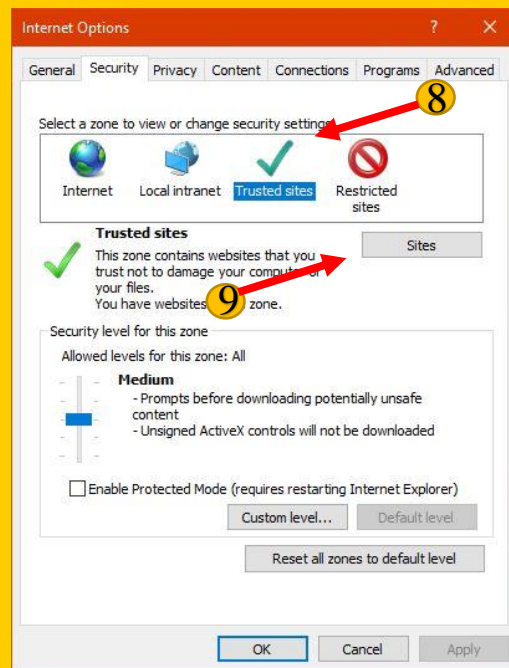 Internet Options ? ×
General Security Privacy Content Connections Programs Advanced
8
Select a zone to view or change security settings
Internet Local intranet Trusted sites Restricted sites
Trusted sites
Sites
This zone contains websites that you
trust not to damage your computer or
your files.
You have websites zone.
9
Security level for this zone
Allowed levels for this zone: All
Medium
- Prompts before downloading potentially unsafe
content
- Unsigned ActiveX controls will not be downloaded
Enable Protected Mode (requires restarting Internet Explorer)
Custom level... Default level
Reset all zones to default level
OK Cancel Apply